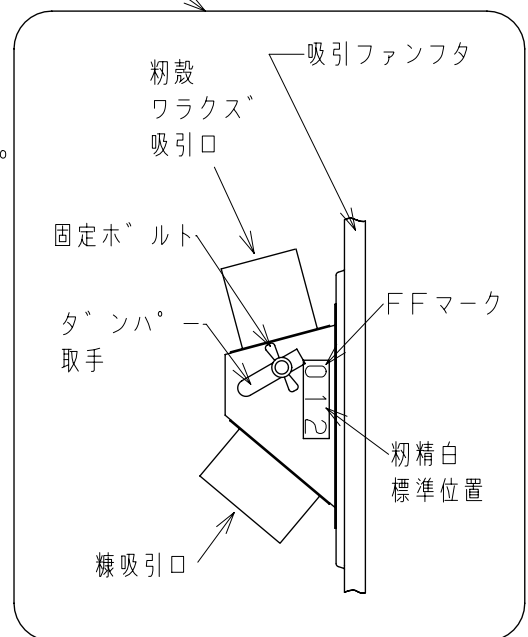 吸引ファンフタ
籾殻
ワラクズ
吸引口
固定ボルト
ダンパー
取手
FFマーク
0 1 2
籾精白
標準位置
糠吸引口